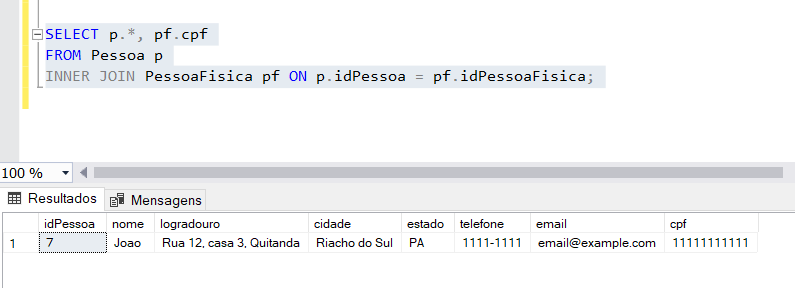 SELECT p.*, pf.cpf
FROM Pessoa p
INNER JOIN PessoaFisica pf ON p.idPessoa = pf.idPessoaFisica;
100 %
Resultados Mensagens
idPessoa nome logradouro cidade estado telefone email cpf
1 7 Joao Rua 12, casa 3, Quitanda Riacho do Sul PA 1111-1111 email@example.com 11111111111